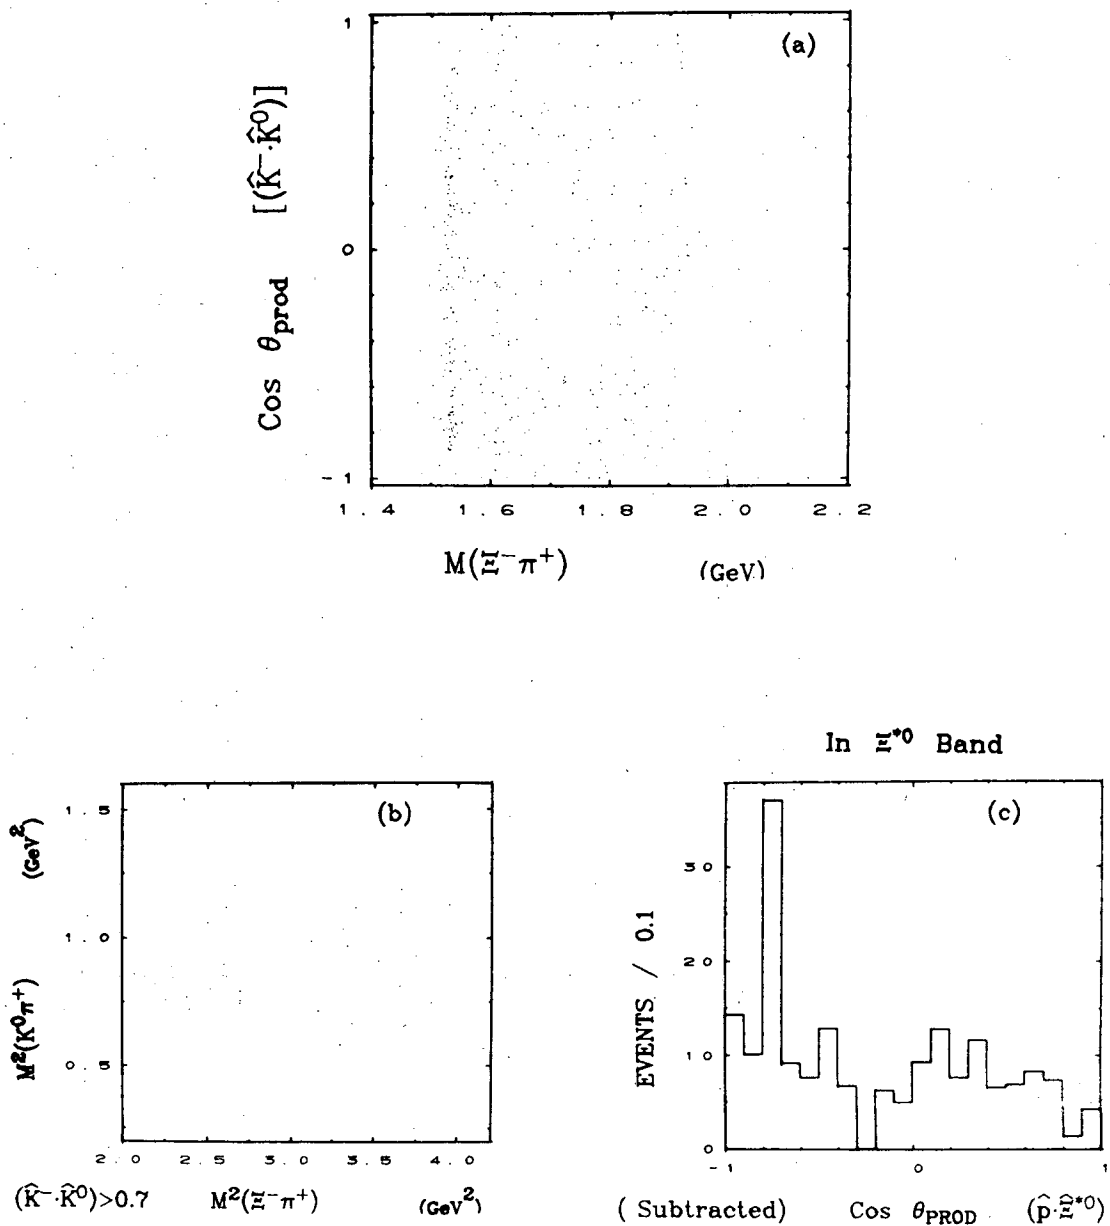 (a)
1
0
- 1
Cos θprod [(K̂⁻·K̂⁰)]
1.4 1.6 1.8 2.0 2.2
M(Ξ⁻π⁺) (GeV)
(b)
1.5
1.0
0.5
M²(K⁰π⁺) (GeV²)
2.0 2.5 3.0 3.5 4.0
(K̂⁻·K̂⁰)>0.7 M²(Ξ⁻π⁺) (GeV²)
In Ξ*⁰ Band
(c)
30
20
10
0
EVENTS / 0.1
-1 0 1
(Subtracted) Cos θPROD (p̂·Ξ̂*⁰)